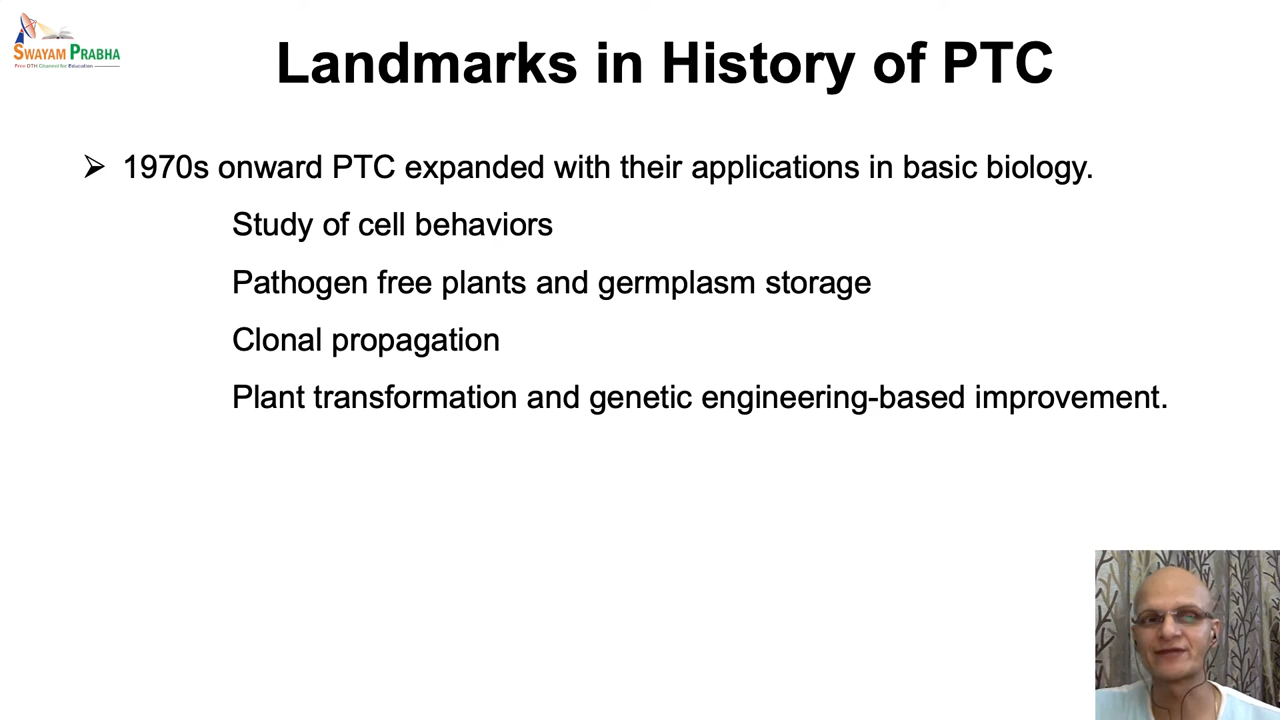 SWAYAM PRABHA
Free DTH Channel for Education
Landmarks in History of PTC
➢ 1970s onward PTC expanded with their applications in basic biology.
Study of cell behaviors
Pathogen free plants and germplasm storage
Clonal propagation
Plant transformation and genetic engineering-based improvement.